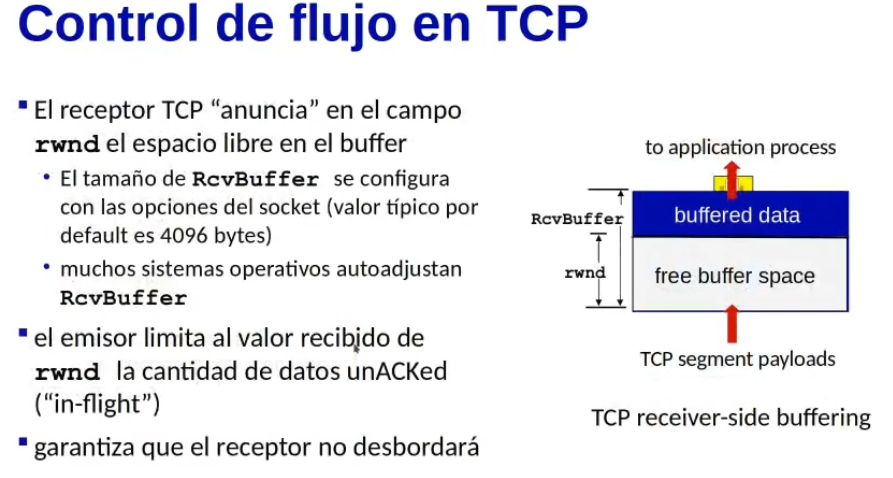 Control de flujo en TCP
El receptor TCP “anuncia” en el campo
rwnd el espacio libre en el buffer
El tamaño de RcvBuffer se configura
con las opciones del socket (valor típico por
default es 4096 bytes)
muchos sistemas operativos autoadjustan
RcvBuffer
el emisor limita al valor recibido de
rwnd la cantidad de datos unACKed
(“in-flight”)
garantiza que el receptor no desbordará
to application process
RcvBuffer
buffered data
rwnd
free buffer space
TCP segment payloads
TCP receiver-side buffering